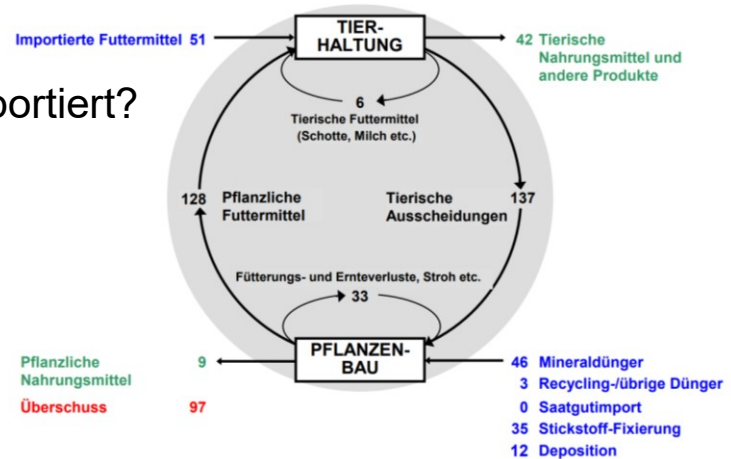 TIER-
HALTUNG
Importierte Futtermittel 51
42 Tierische
Nahrungsmittel und
andere Produkte
portiert?
6
Tierische Futtermittel
(Schotte, Milch etc.)
128 Pflanzliche
Futtermittel
Tierische 137
Ausscheidungen
Fütterungs- und Ernteverluste, Stroh etc.
33
PFLANZEN-
BAU
Pflanzliche 9
Nahrungsmittel
Überschuss 97
46 Mineraldünger
3 Recycling-/übrige Dünger
0 Saatgutimport
35 Stickstoff-Fixierung
12 Deposition